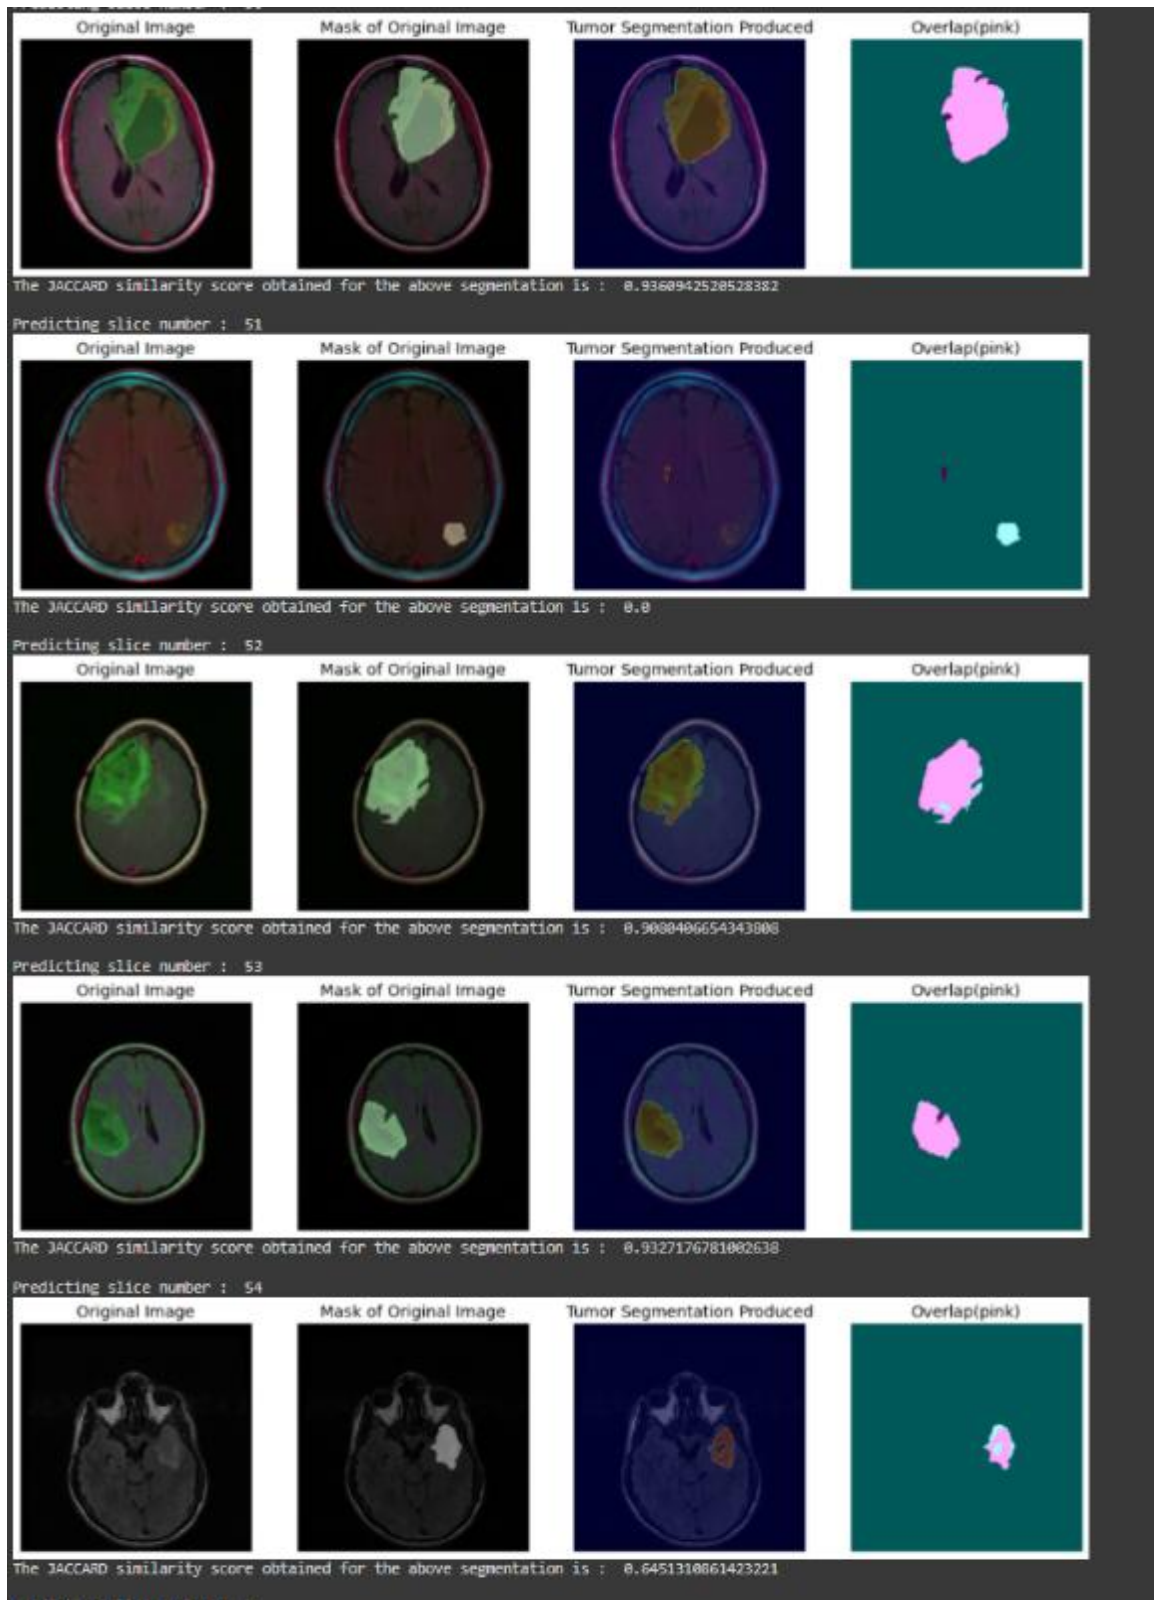 Original Image Mask of Original Image Tumor Segmentation Produced Overlap(pink)
The JACCARD similarity score obtained for the above segmentation is : 0.9360942520528382
Predicting slice number : 51
Original Image Mask of Original Image Tumor Segmentation Produced Overlap(pink)
The JACCARD similarity score obtained for the above segmentation is : 0.0
Predicting slice number : 52
Original Image Mask of Original Image Tumor Segmentation Produced Overlap(pink)
The JACCARD similarity score obtained for the above segmentation is : 0.9080406654343808
Predicting slice number : 53
Original Image Mask of Original Image Tumor Segmentation Produced Overlap(pink)
The JACCARD similarity score obtained for the above segmentation is : 0.9327176781002638
Predicting slice number : 54
Original Image Mask of Original Image Tumor Segmentation Produced Overlap(pink)
The JACCARD similarity score obtained for the above segmentation is : 0.6451310861423221